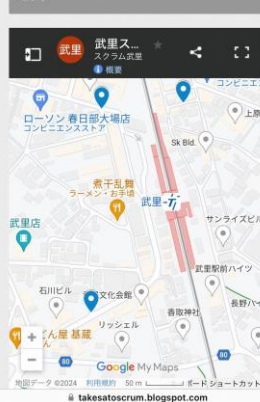 武里
武里ス...
スクラム武里
概要
コンビニエ
ローソン 春日部大場店
コンビニエンスストア
上原
Sk Bld.
煮干乱舞
ラーメン・お手頃
武里
武里店
サンライズビル
武里駅前ハイツ
石川ビル
文化会館
長野ハイ
香取神社
リッシェル
ん屋 基蔵
80
80
Google My Maps
地図データ ©2024
利用規約
50 m
ボード ショートカット
takesatoscrum.blogspot.com